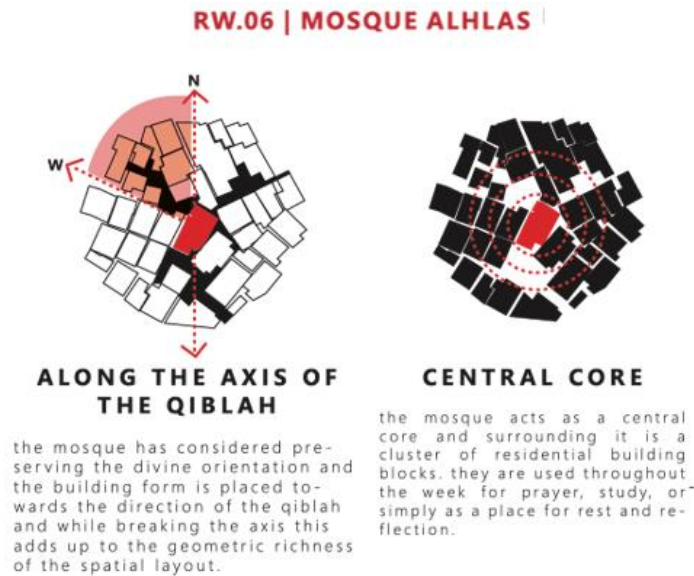 RW.06 | MOSQUE ALHLAS
N
W
ALONG THE AXIS OF
THE QIBLAH
the mosque has considered pre-
serving the divine orientation and
the building form is placed to-
wards the direction of the qiblah
and while breaking the axis this
adds up to the geometric richness
of the spatial layout.
CENTRAL CORE
the mosque acts as a central
core and surrounding it is a
cluster of residential building
blocks. they are used throughout
the week for prayer, study, or-
simply as a place for rest and re-
flection.